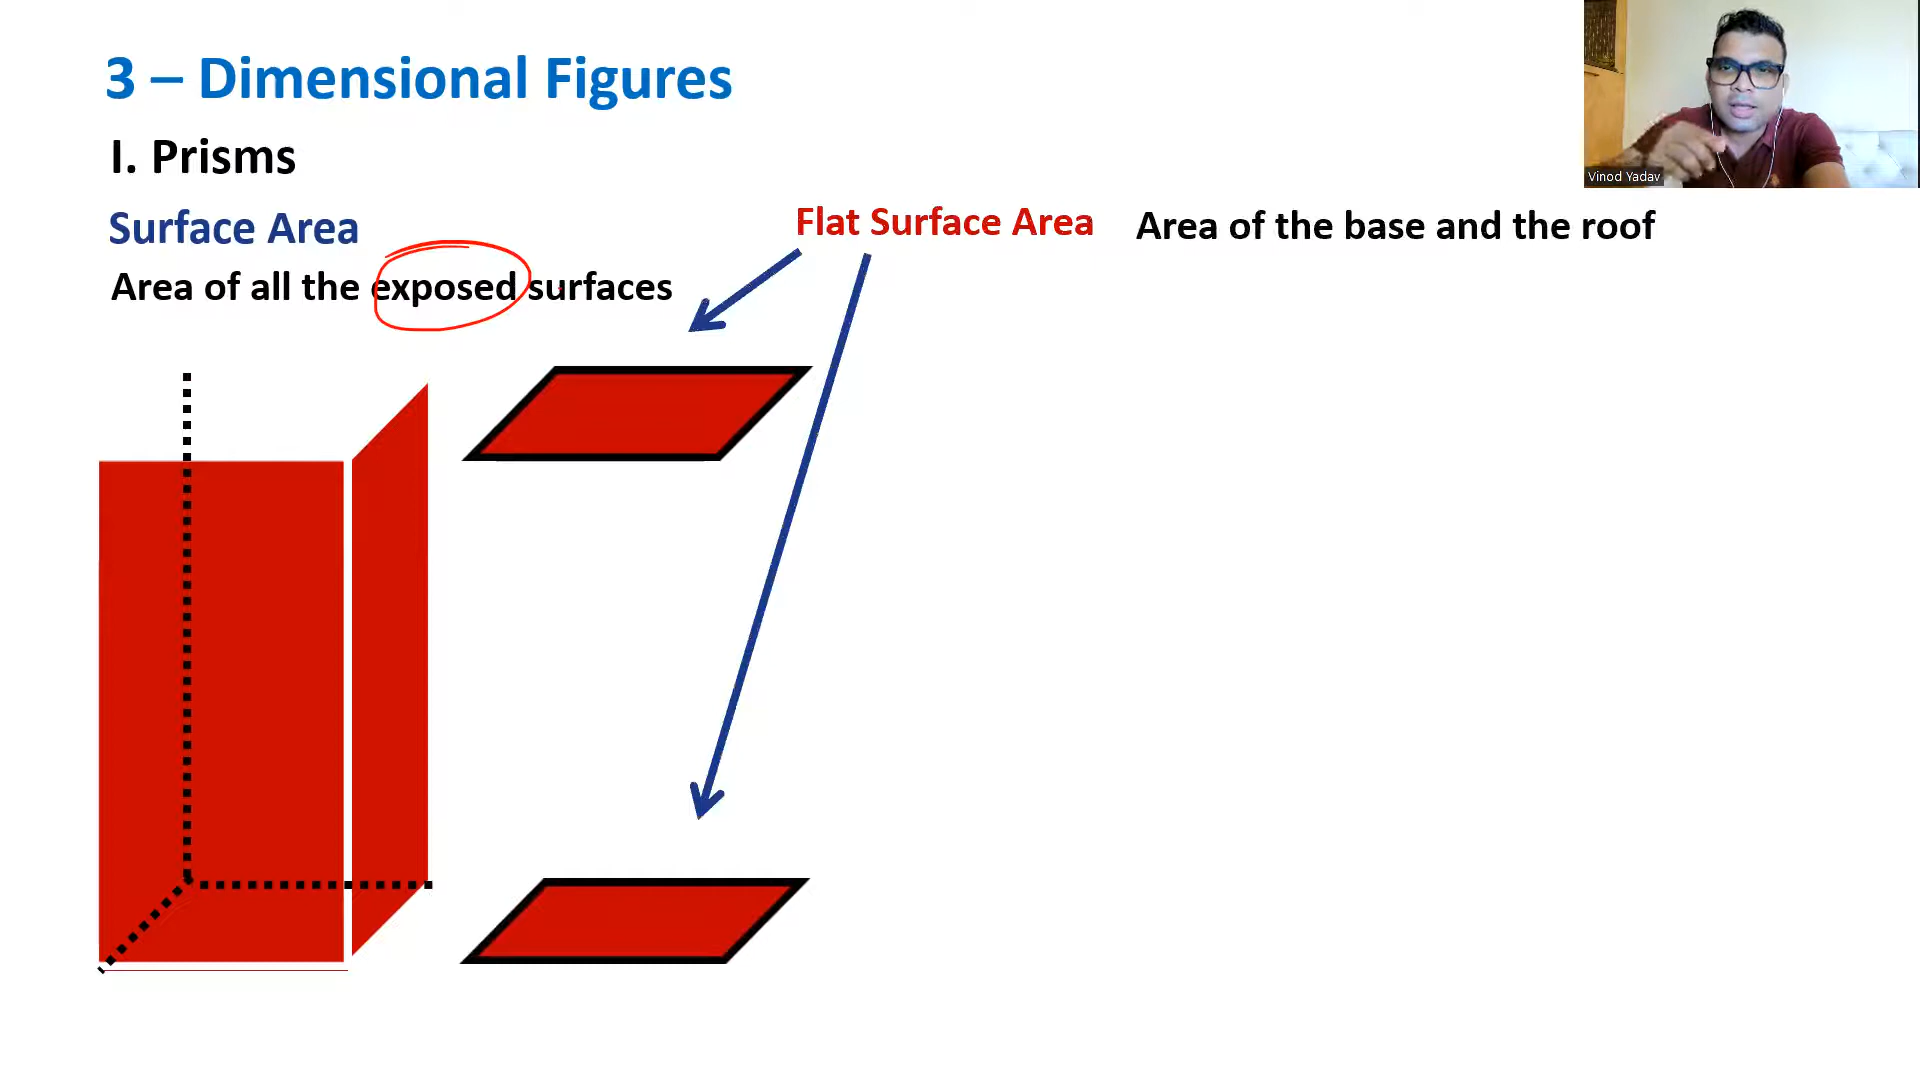 3 – Dimensional Figures
I. Prisms
Surface Area
Area of all the exposed surfaces
Flat Surface Area
Area of the base and the roof
Vinod Yadav